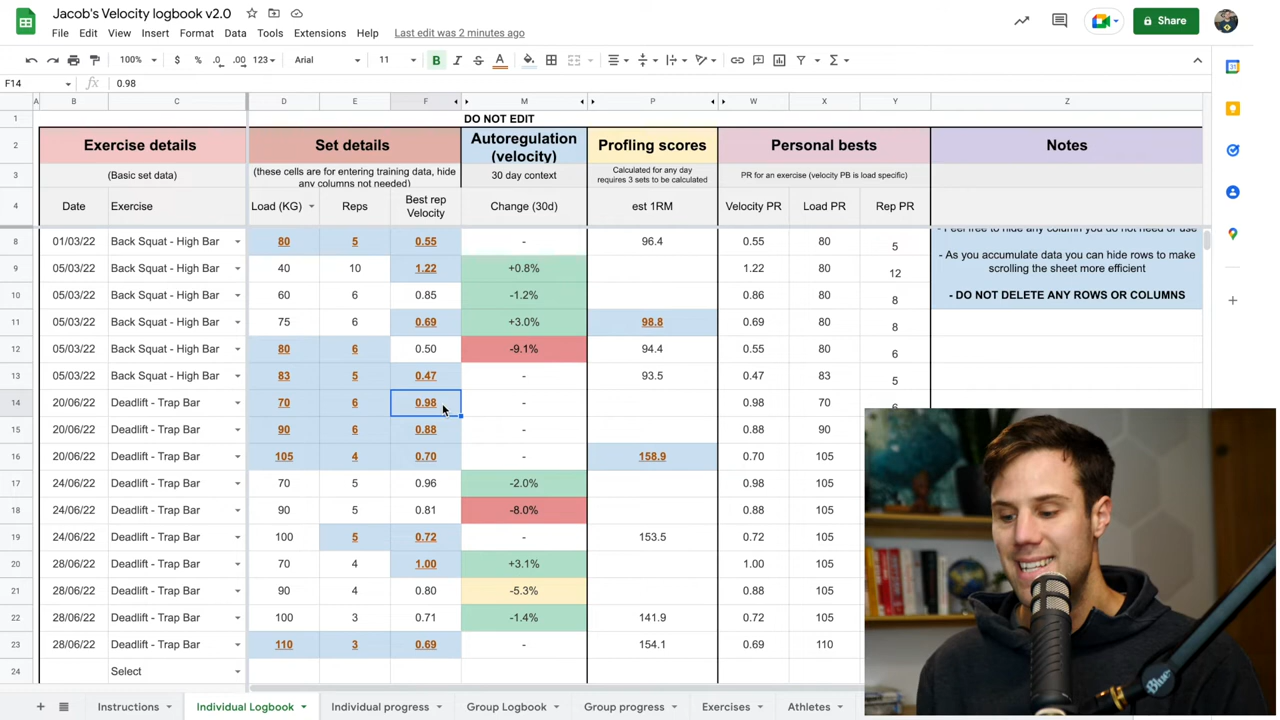 Jacob's Velocity logbook v2.0
File Edit View Insert Format Data Tools Extensions Help Last edit was 2 minutes ago
Share
100% $ % .0 .00 123 Arial 11 B I S A
F14 fx 0.98
A B C D E F M P W X Y Z
1 DO NOT EDIT
2 Exercise details Set details Autoregulation (velocity) Profling scores Personal bests Notes
3 (Basic set data) (these cells are for entering training data, hide any columns not needed) 30 day context Calculated for any day requires 3 sets to be calculated PR for an exercise (velocity PB is load specific)
4 Date Exercise Load (KG) Reps Best rep Velocity Change (30d) est 1RM Velocity PR Load PR Rep PR
- Feel free to hide any column you do not need or use
8 01/03/22 Back Squat - High Bar 80 5 0.55 - 96.4 0.55 80 5
- As you accumulate data you can hide rows to make scrolling the sheet more efficient
9 05/03/22 Back Squat - High Bar 40 10 1.22 +0.8% 1.22 80 12
10 05/03/22 Back Squat - High Bar 60 6 0.85 -1.2% 0.86 80 8
- DO NOT DELETE ANY ROWS OR COLUMNS
11 05/03/22 Back Squat - High Bar 75 6 0.69 +3.0% 98.8 0.69 80 8
12 05/03/22 Back Squat - High Bar 80 6 0.50 -9.1% 94.4 0.55 80 6
13 05/03/22 Back Squat - High Bar 83 5 0.47 - 93.5 0.47 83 5
14 20/06/22 Deadlift - Trap Bar 70 6 0.98 - 0.98 70 6
15 20/06/22 Deadlift - Trap Bar 90 6 0.88 - 0.88 90
16 20/06/22 Deadlift - Trap Bar 105 4 0.70 - 158.9 0.70 105
17 24/06/22 Deadlift - Trap Bar 70 5 0.96 -2.0% 0.98 105
18 24/06/22 Deadlift - Trap Bar 90 5 0.81 -8.0% 0.88 105
19 24/06/22 Deadlift - Trap Bar 100 5 0.72 - 153.5 0.72 105
20 28/06/22 Deadlift - Trap Bar 70 4 1.00 +3.1% 1.00 105
21 28/06/22 Deadlift - Trap Bar 90 4 0.80 -5.3% 0.88 105
22 28/06/22 Deadlift - Trap Bar 100 3 0.71 -1.4% 141.9 0.72 105
23 28/06/22 Deadlift - Trap Bar 110 3 0.69 - 154.1 0.69 110
24 Select
Instructions Individual Logbook Individual progress Group Logbook Group progress Exercises Athletes